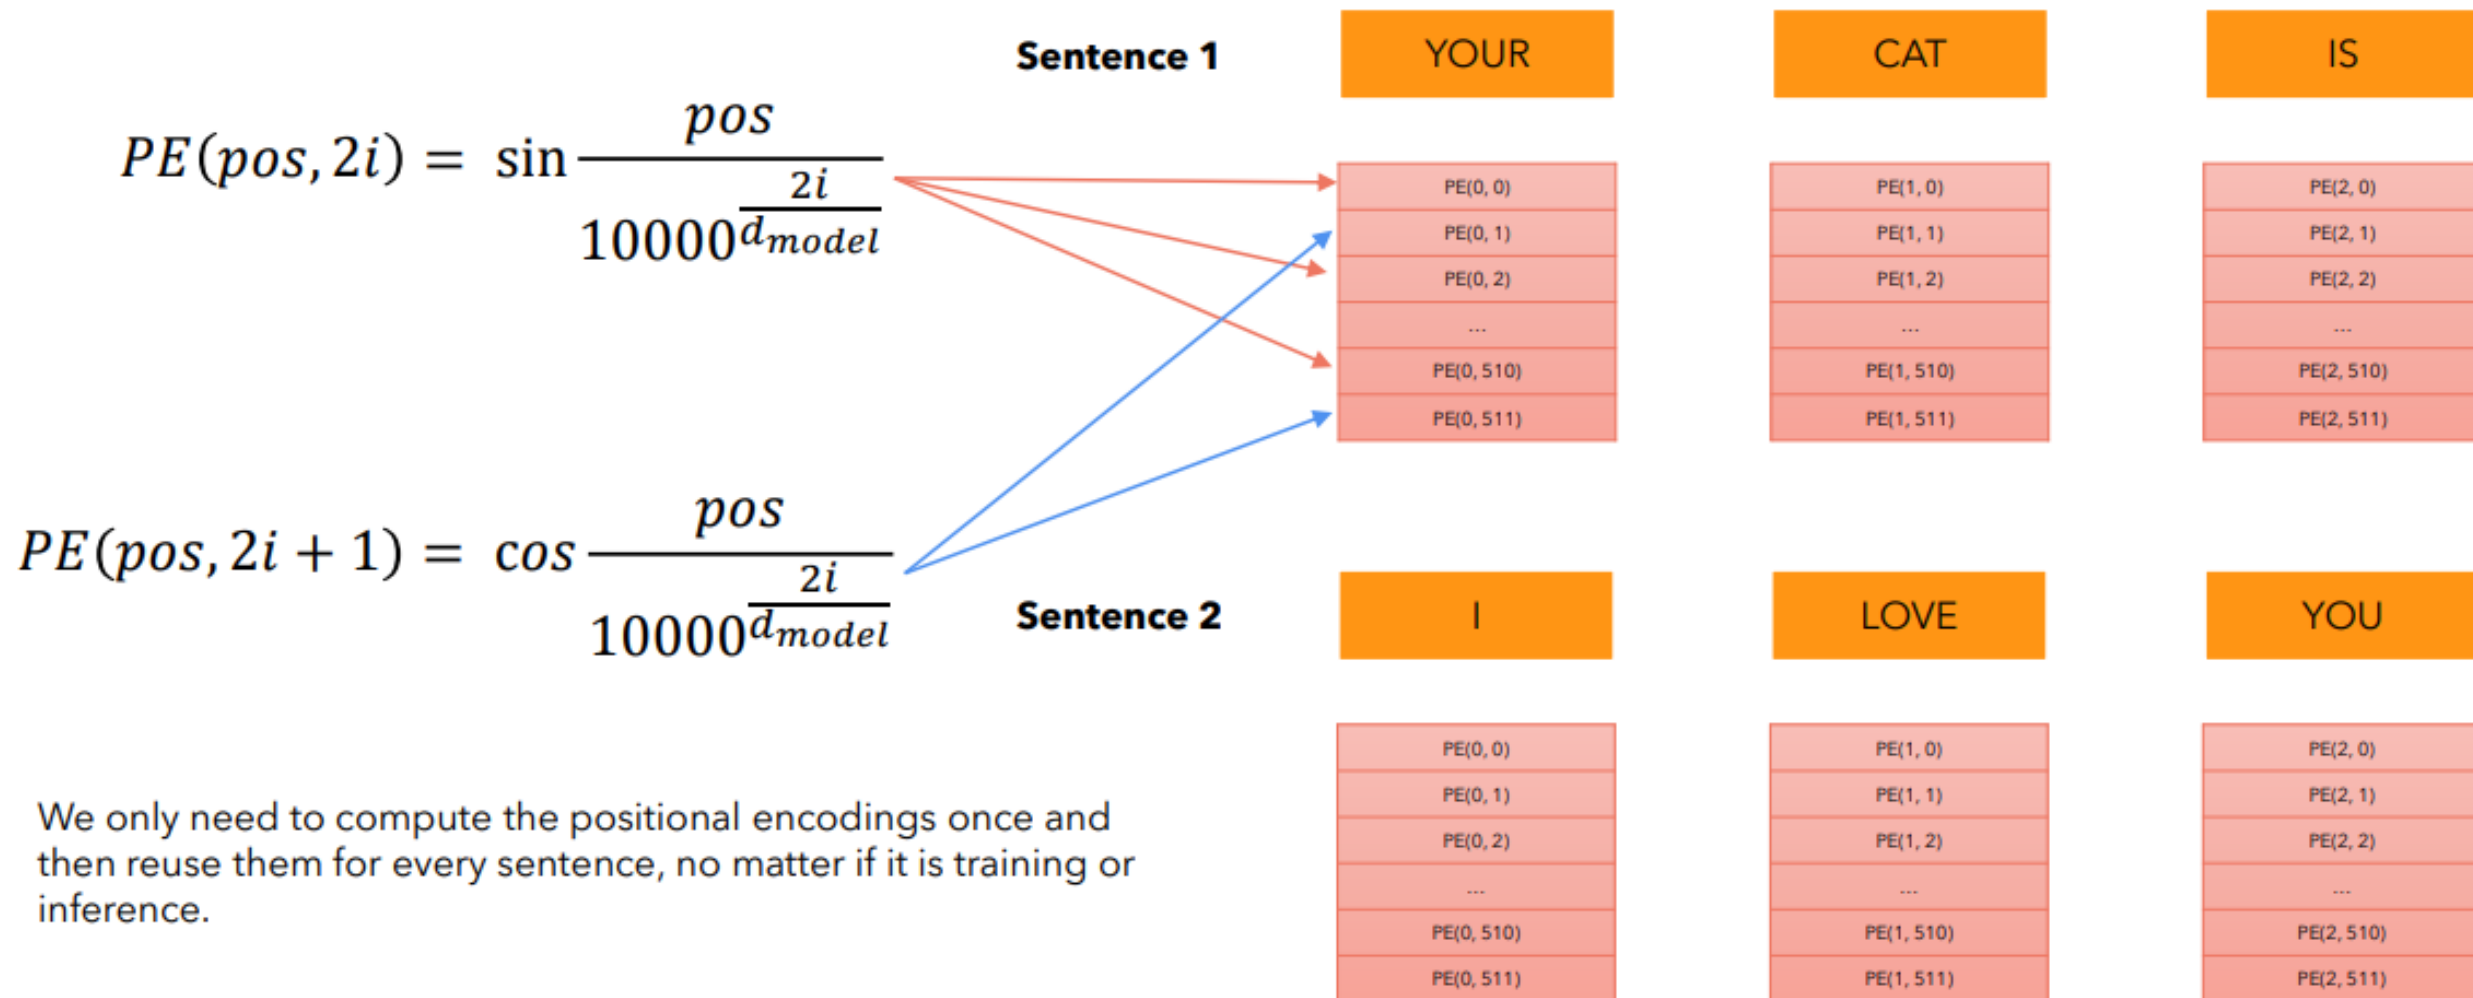 Sentence 1
YOUR
CAT
IS
PE(pos, 2i) = sin pos / 10000^(2i / d_model)
PE(0, 0)
PE(0, 1)
PE(0, 2)
...
PE(0, 510)
PE(0, 511)
PE(1, 0)
PE(1, 1)
PE(1, 2)
...
PE(1, 510)
PE(1, 511)
PE(2, 0)
PE(2, 1)
PE(2, 2)
...
PE(2, 510)
PE(2, 511)
PE(pos, 2i + 1) = cos pos / 10000^(2i / d_model)
Sentence 2
I
LOVE
YOU
PE(0, 0)
PE(0, 1)
PE(0, 2)
...
PE(0, 510)
PE(0, 511)
PE(1, 0)
PE(1, 1)
PE(1, 2)
...
PE(1, 510)
PE(1, 511)
PE(2, 0)
PE(2, 1)
PE(2, 2)
...
PE(2, 510)
PE(2, 511)
We only need to compute the positional encodings once and
then reuse them for every sentence, no matter if it is training or
inference.